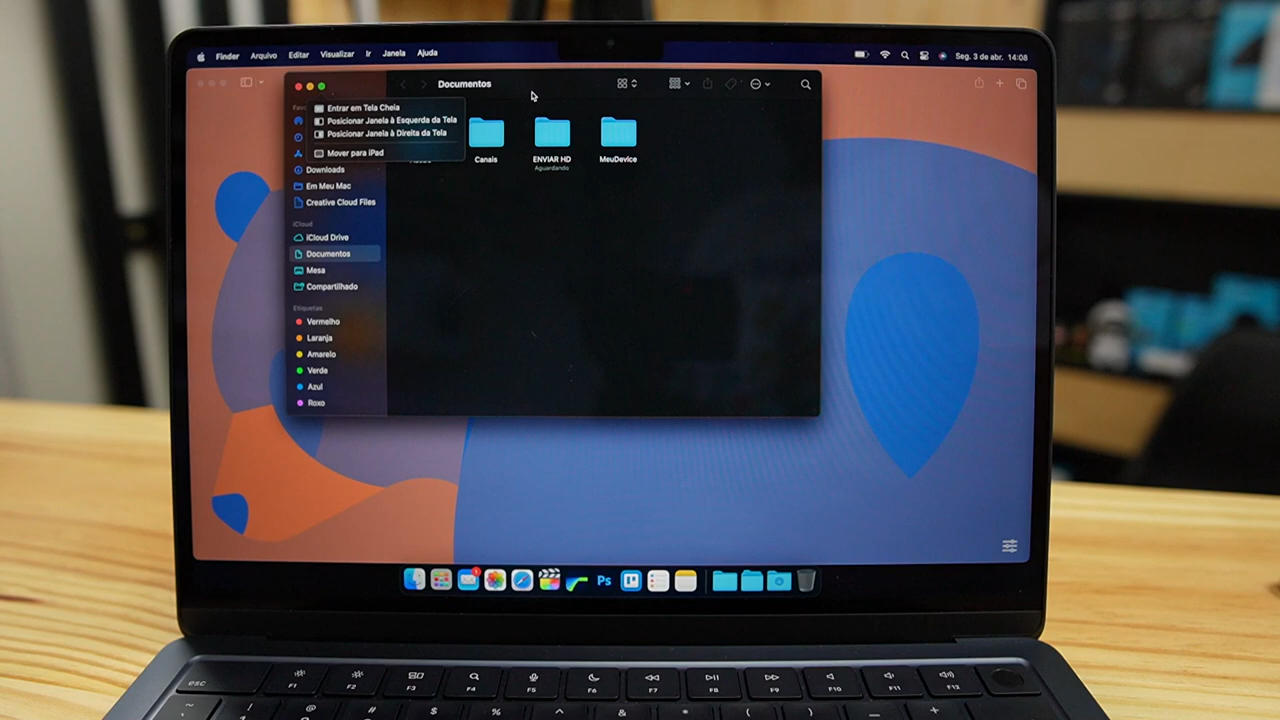 Finder Arquivo Editar Visualizar Ir Janela Ajuda
Seg. 3 de abr. 14:08
Documentos
Entrar em Tela Cheia
Posicionar Janela à Esquerda da Tela
Posicionar Janela à Direita da Tela
Mover para iPad
Canais
ENVIAR HD
Aguardando
MeuDevice
Downloads
Em Meu Mac
Creative Cloud Files
iCloud
iCloud Drive
Documentos
Mesa
Compartilhado
Etiquetas
Vermelho
Laranja
Amarelo
Verde
Azul
Roxo
Ps
esc F1 F2 F3 F4 F5 F6 F7 F8 F9 F10 F11 F12
~ ! @ # $ % ^ & * ( ) _ +